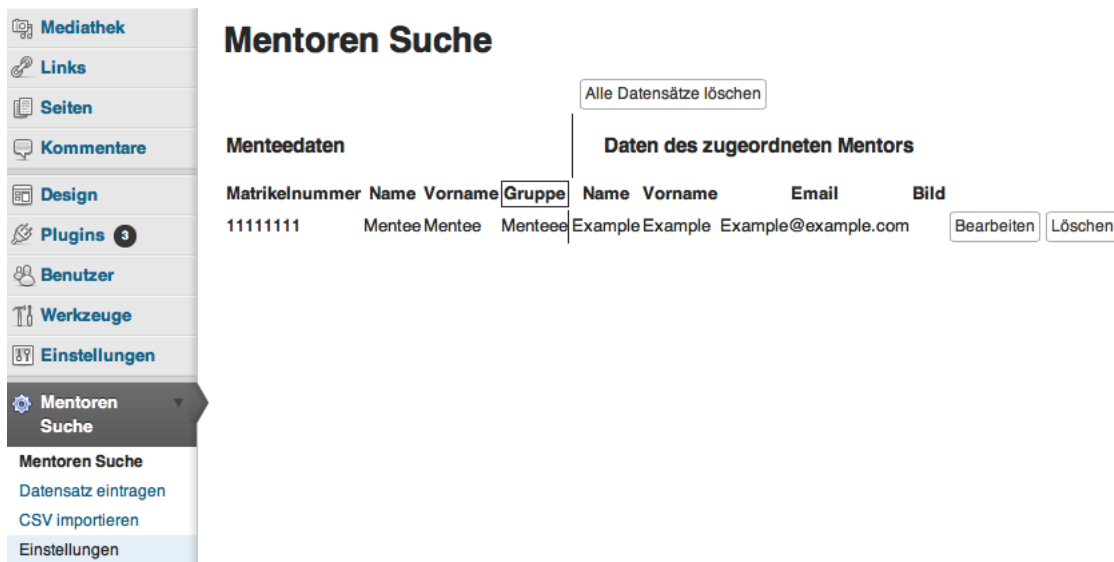 Mediathek
Links
Seiten
Kommentare
Design
Plugins 3
Benutzer
Werkzeuge
Einstellungen
Mentoren
Suche
Mentoren Suche
Datensatz eintragen
CSV importieren
Einstellungen
Mentoren Suche
Alle Datensätze löschen
Menteedaten Daten des zugeordneten Mentors
Matrikelnummer Name Vorname Gruppe Name Vorname Email Bild
11111111 Mentee Mentee Menteee Example Example Example@example.com Bearbeiten Löschen